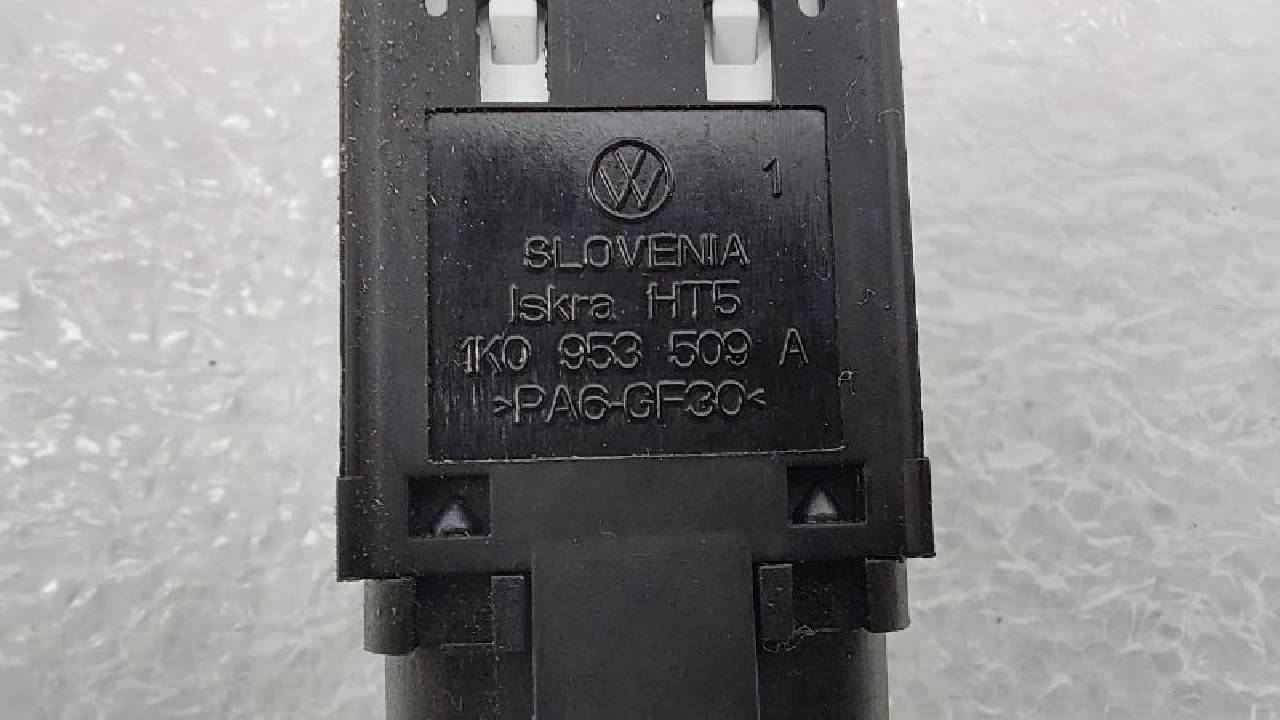 1
SLOVENIA
Iskra HT5
1K0 953 509 A
>PA6-GF30<